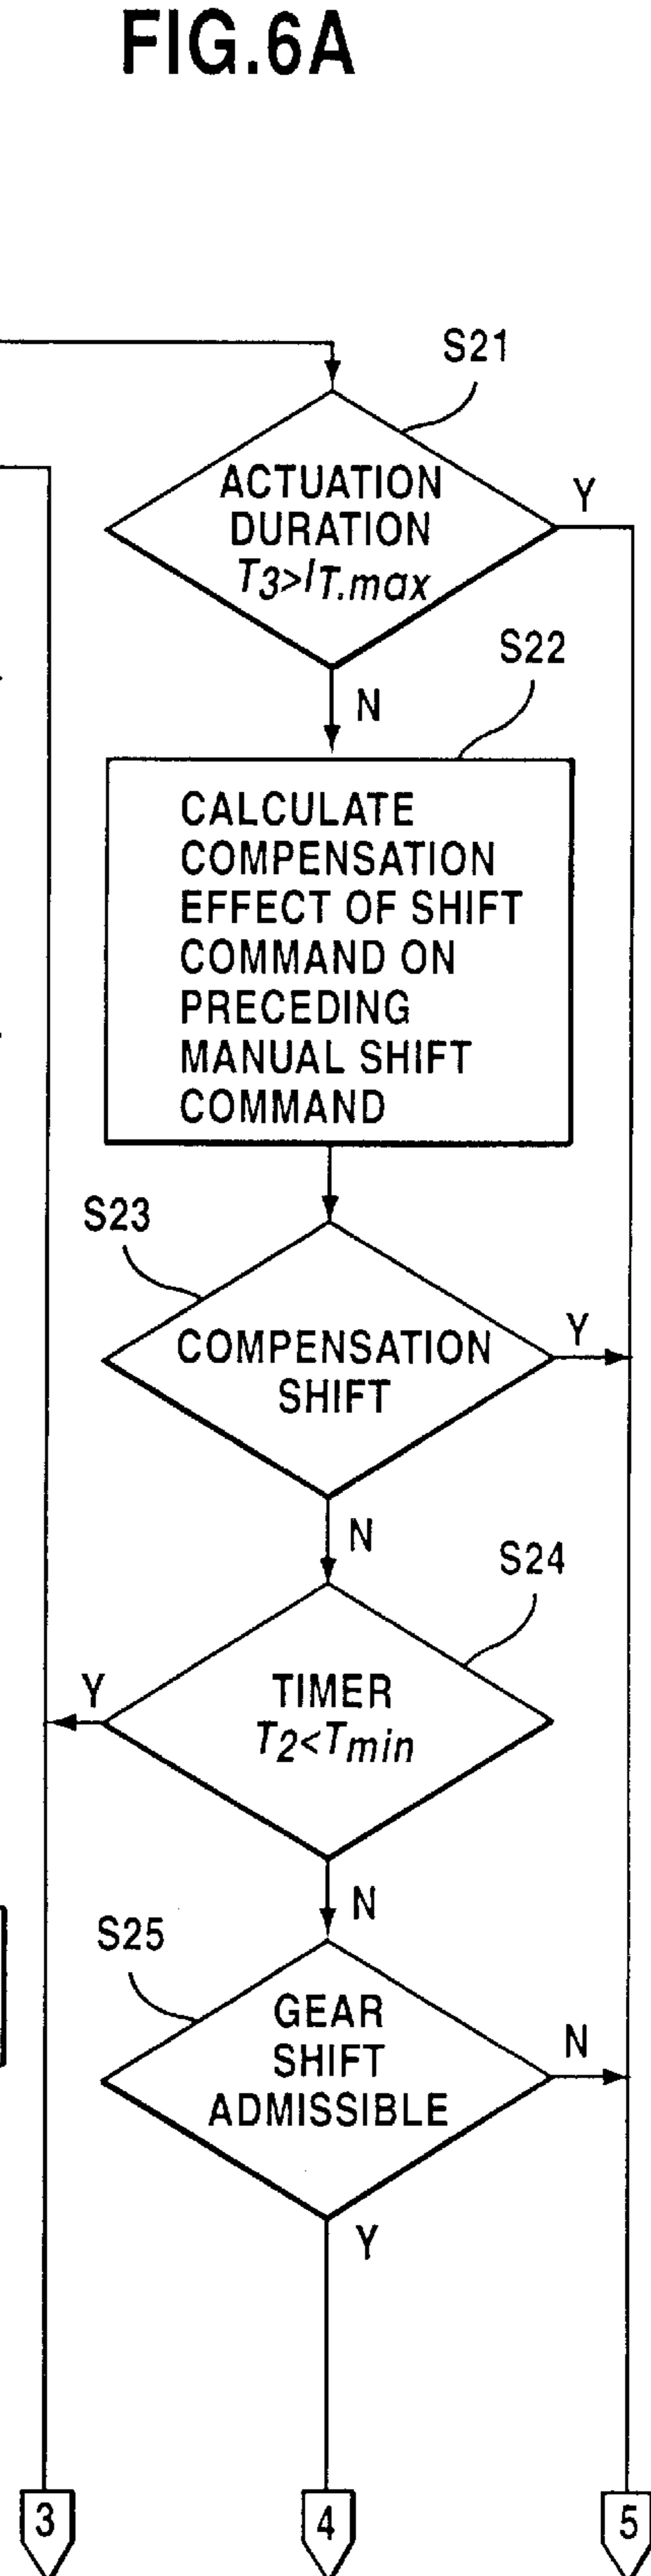 FIG.6A
S21
ACTUATION
DURATION
T3>IT.max
Y
N
S22
CALCULATE
COMPENSATION
EFFECT OF SHIFT
COMMAND ON
PRECEDING
MANUAL SHIFT
COMMAND
S23
COMPENSATION
SHIFT
Y
N
S24
TIMER
T2<Tmin
Y
N
S25
GEAR
SHIFT
ADMISSIBLE
N
Y
3
4
5